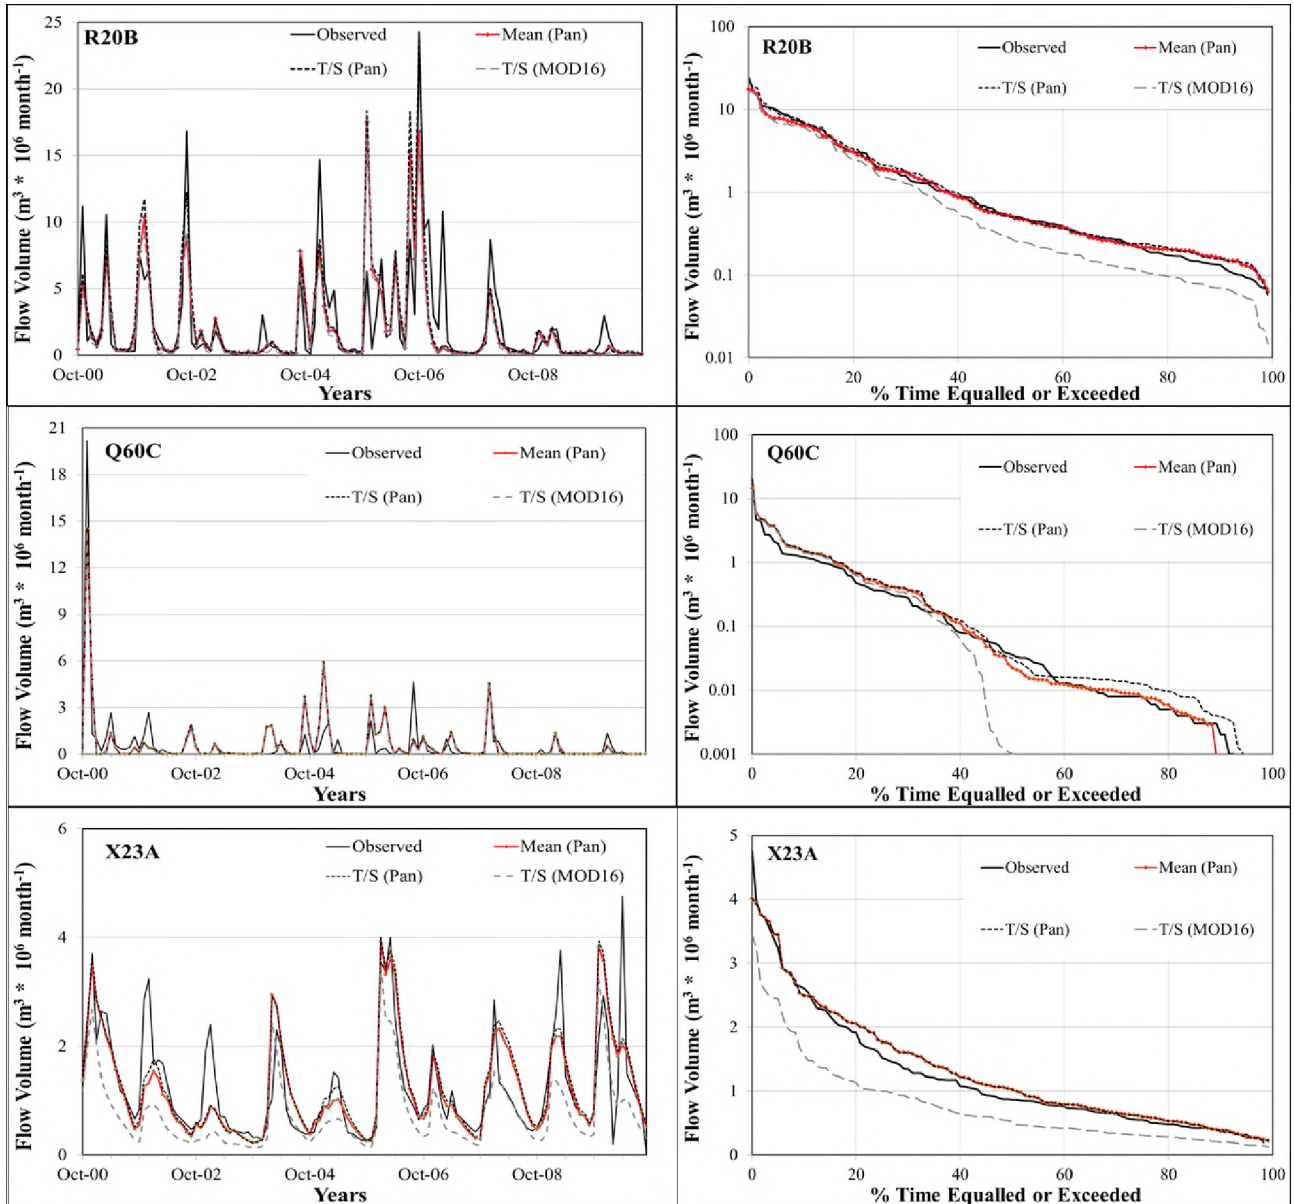 R20B
Observed
Mean (Pan)
T/S (Pan)
T/S (MOD16)
Flow Volume (m³ * 10⁶ month⁻¹)
25
20
15
10
5
0
Oct-00
Oct-02
Oct-04
Oct-06
Oct-08
Years
R20B
Observed
Mean (Pan)
T/S (Pan)
T/S (MOD16)
Flow Volume (m³ * 10⁶ month⁻¹)
100
10
1
0.1
0.01
0
20
40
60
80
100
% Time Equalled or Exceeded
Q60C
Observed
Mean (Pan)
T/S (Pan)
T/S (MOD16)
Flow Volume (m³ * 10⁶ month⁻¹)
21
18
15
12
9
6
3
0
Oct-00
Oct-02
Oct-04
Oct-06
Oct-08
Years
Q60C
Observed
Mean (Pan)
T/S (Pan)
T/S (MOD16)
Flow Volume (m³ * 10⁶ month⁻¹)
100
10
1
0.1
0.01
0.001
0
20
40
60
80
100
% Time Equalled or Exceeded
X23A
Observed
Mean (Pan)
T/S (Pan)
T/S (MOD16)
Flow Volume (m³ * 10⁶ month⁻¹)
6
4
2
0
Oct-00
Oct-02
Oct-04
Oct-06
Oct-08
Years
X23A
Observed
Mean (Pan)
T/S (Pan)
T/S (MOD16)
Flow Volume (m³ * 10⁶ month⁻¹)
5
4
3
2
1
0
0
20
40
60
80
100
% Time Equalled or Exceeded